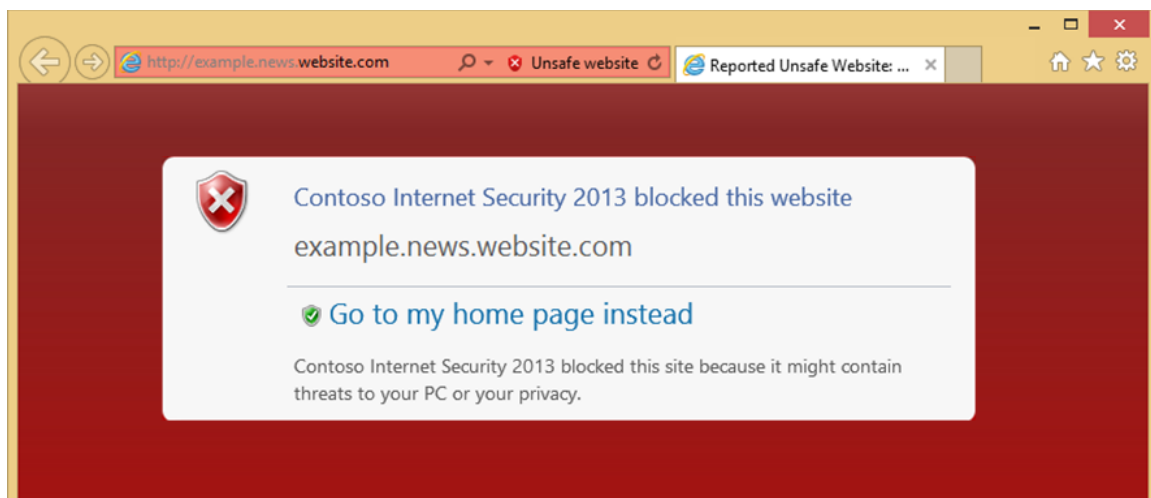 http://example.news.website.com Unsafe website Reported Unsafe Website: ...
Contoso Internet Security 2013 blocked this website
example.news.website.com
Go to my home page instead
Contoso Internet Security 2013 blocked this site because it might contain
threats to your PC or your privacy.